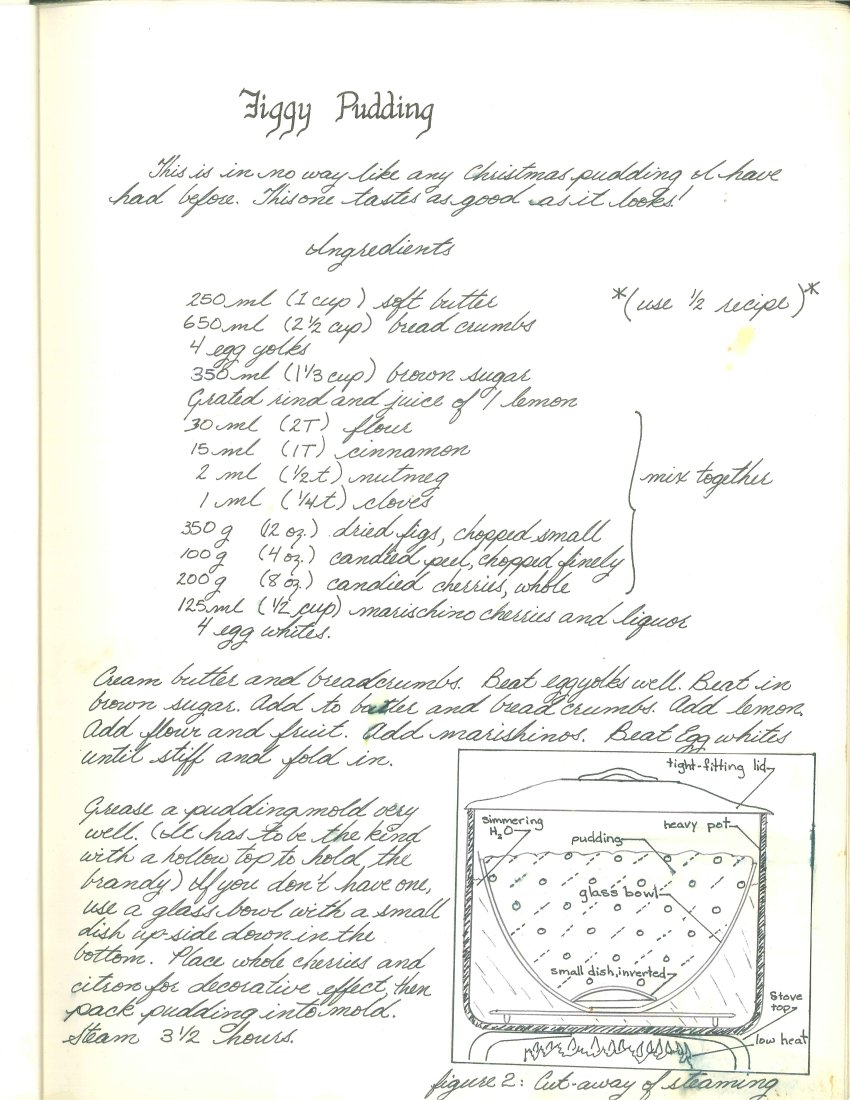 Figgy Pudding
This is in no way like any Christmas pudding I have
had before. This one tastes as good as it looks!
Ingredients
250 ml (1 cup) soft butter
*(use 1/2 recipe)*
650 ml (2 1/2 cup) bread crumbs
4 egg yolks
350 ml (1 1/3 cup) brown sugar
Grated rind and juice of 1 lemon
30 ml (2T) flour
15 ml (1T) cinnamon
2 ml (1/2 t) nutmeg
mix together
1 ml (1/4 t) cloves
350 g (12 oz.) dried figs, chopped small
100 g (4 oz.) candied peel, chopped finely
200 g (8 oz.) candied cherries, whole
125 ml (1/2 cup) marischino cherries and liquor
4 egg whites.
Cream butter and breadcrumbs. Beat egg yolks well. Beat in
brown sugar. Add to butter and bread crumbs. Add lemon.
Add flour and fruit. Add marishinos. Beat Egg whites
until stiff and fold in.
Grease a pudding mold very
well. (It has to be the kind
with a hollow top to hold the
brandy) If you don't have one,
use a glass bowl with a small
dish up-side down in the
bottom. Place whole cherries and
citron for decorative effect, then
pack pudding into mold.
Steam 3 1/2 hours.
tight-fitting lid
simmering
H2O
heavy pot
pudding
glass bowl
small dish, inverted
Stove
top
low heat
figure 2: Cut-away of steaming